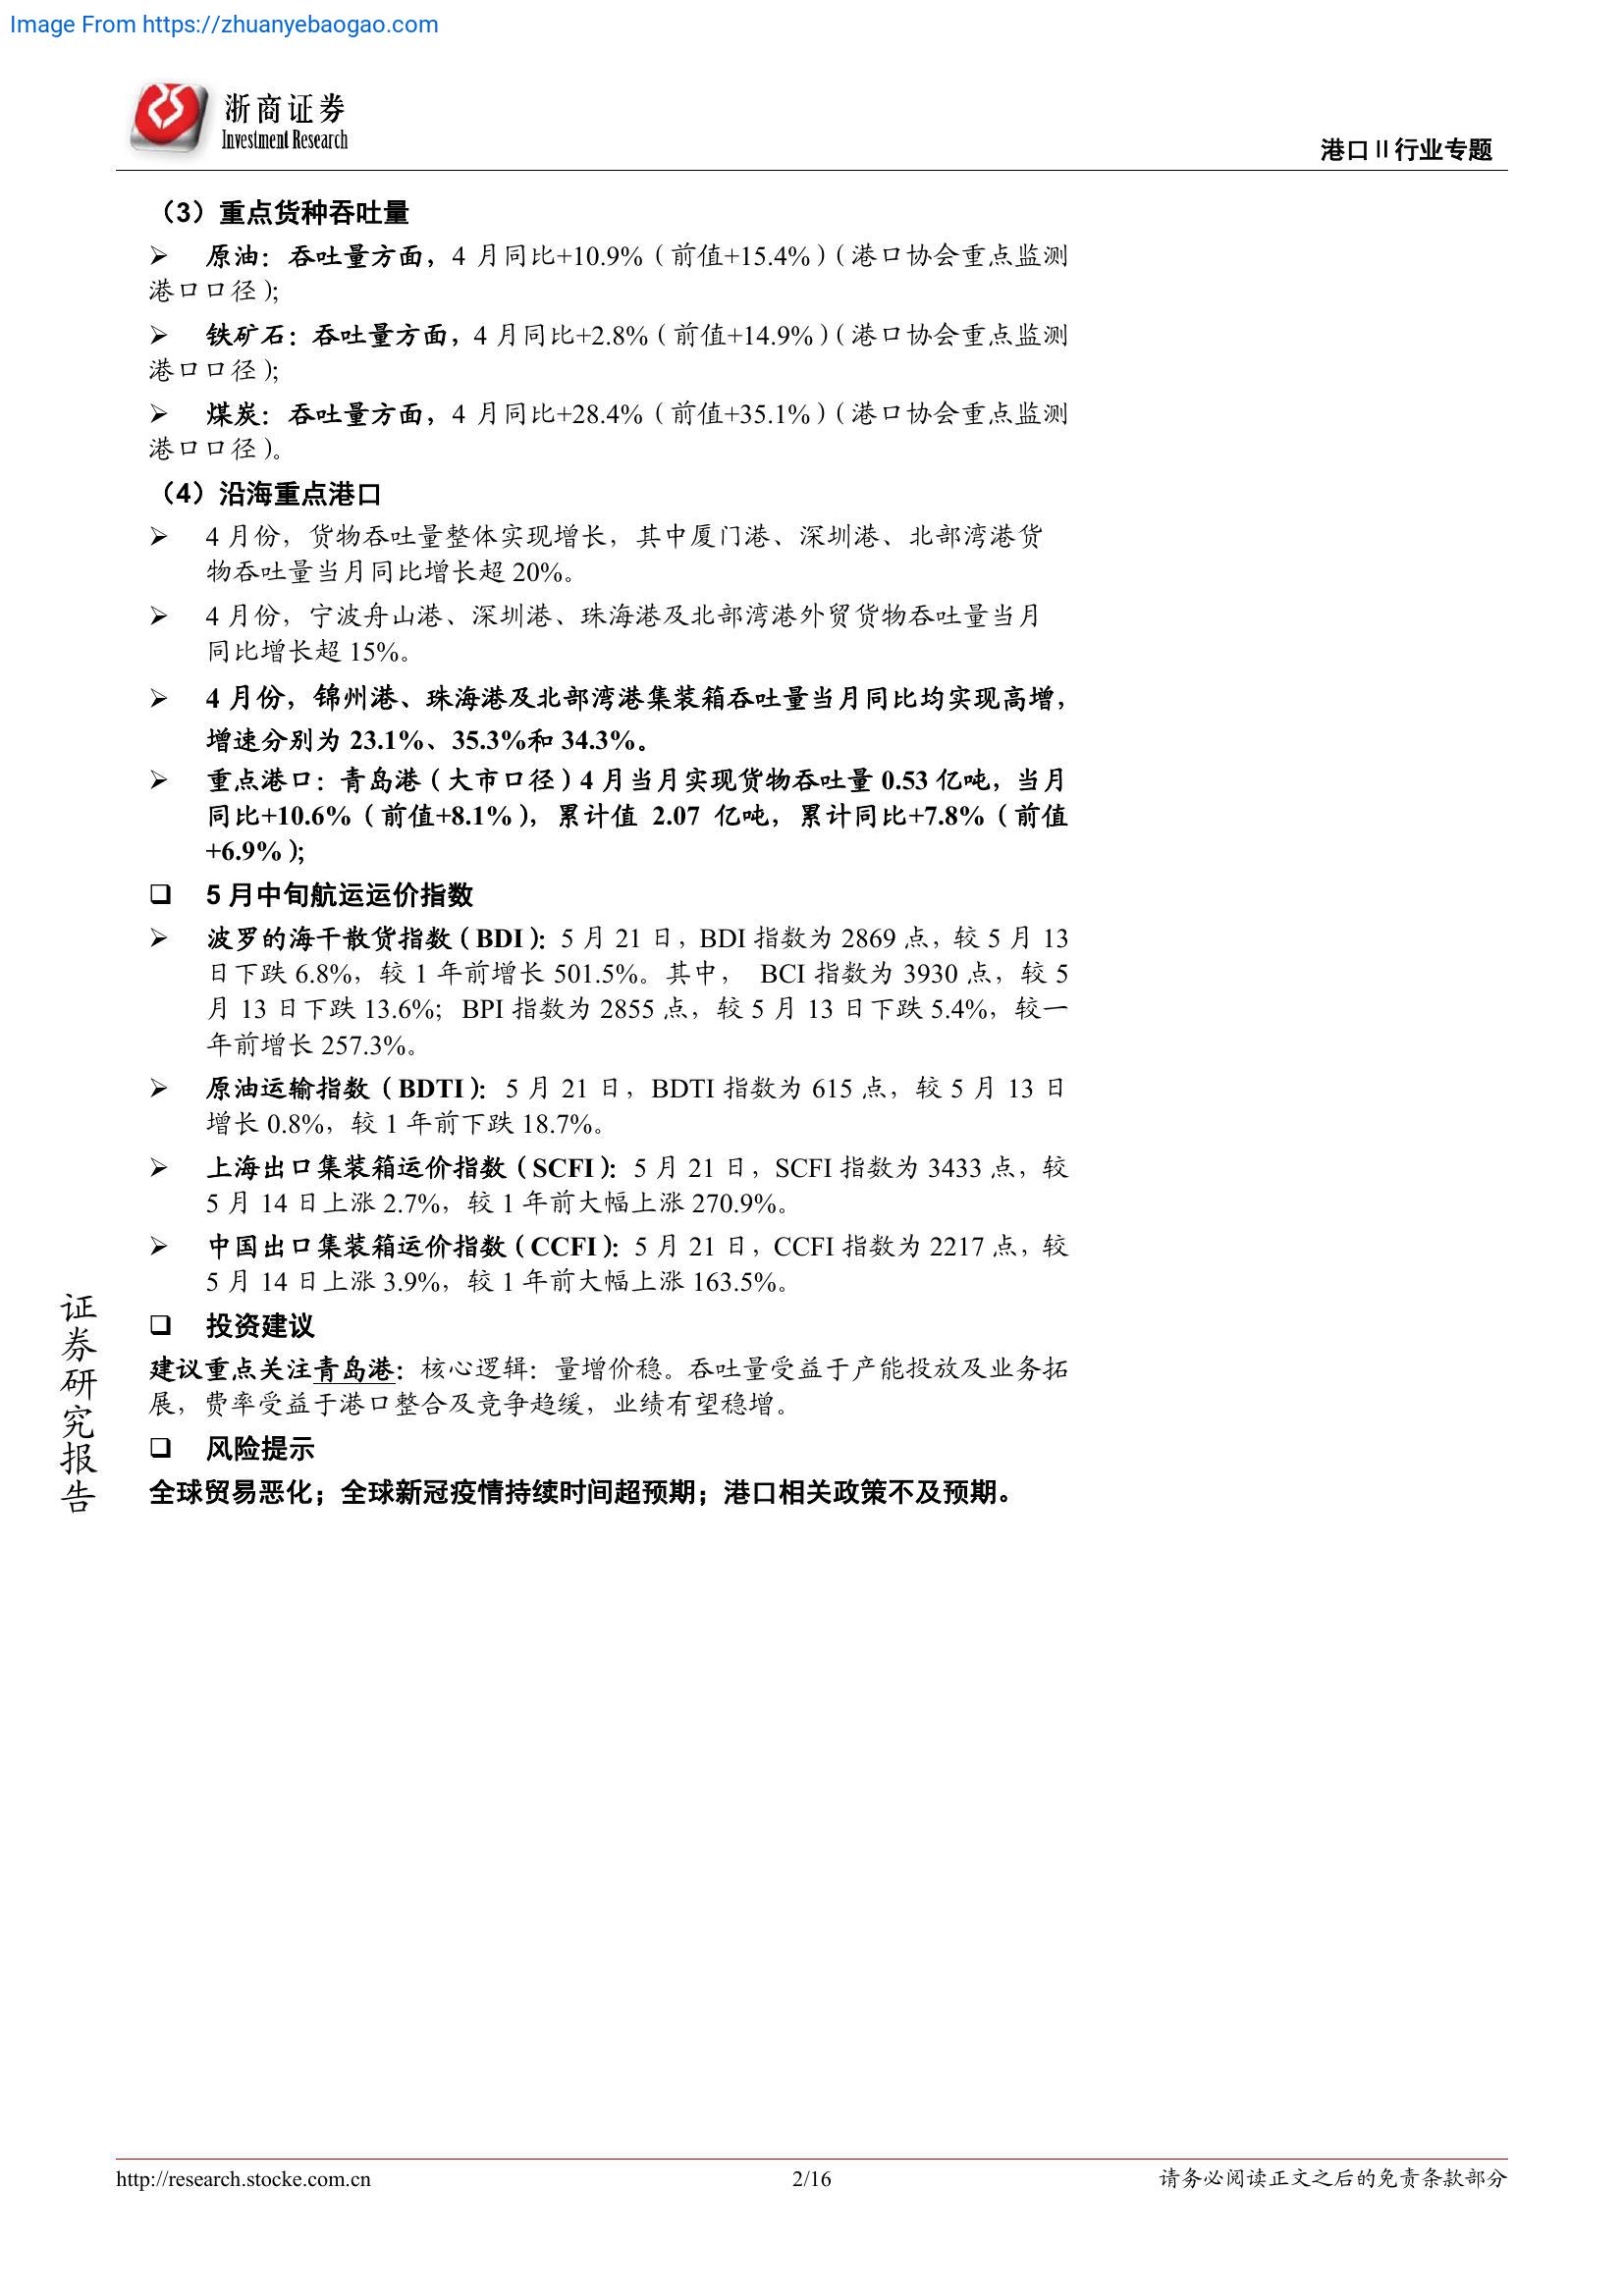 Image From https://zhuanyebaogao.com
浙商证券
Investment Research
港口Ⅱ行业专题
（3）重点货种吞吐量
➢ 原油：吞吐量方面，4 月同比+10.9%（前值+15.4%）（港口协会重点监测
港口口径）；
➢ 铁矿石：吞吐量方面，4 月同比+2.8%（前值+14.9%）（港口协会重点监测
港口口径）；
➢ 煤炭：吞吐量方面，4 月同比+28.4%（前值+35.1%）（港口协会重点监测
港口口径）。
（4）沿海重点港口
➢ 4 月份，货物吞吐量整体实现增长，其中厦门港、深圳港、北部湾港货
物吞吐量当月同比增长超 20%。
➢ 4 月份，宁波舟山港、深圳港、珠海港及北部湾港外贸货物吞吐量当月
同比增长超 15%。
➢ 4 月份，锦州港、珠海港及北部湾港集装箱吞吐量当月同比均实现高增，
增速分别为 23.1%、35.3%和 34.3%。
➢ 重点港口：青岛港（大市口径）4 月当月实现货物吞吐量 0.53 亿吨，当月
同比+10.6%（前值+8.1%），累计值 2.07 亿吨，累计同比+7.8%（前值
+6.9%）；
❑ 5 月中旬航运运价指数
➢ 波罗的海干散货指数（BDI）：5 月 21 日，BDI 指数为 2869 点，较 5 月 13
日下跌 6.8%，较 1 年前增长 501.5%。其中， BCI 指数为 3930 点，较 5
月 13 日下跌 13.6%；BPI 指数为 2855 点，较 5 月 13 日下跌 5.4%，较一
年前增长 257.3%。
➢ 原油运输指数（BDTI）：5 月 21 日，BDTI 指数为 615 点，较 5 月 13 日
增长 0.8%，较 1 年前下跌 18.7%。
➢ 上海出口集装箱运价指数（SCFI）：5 月 21 日，SCFI 指数为 3433 点，较
5 月 14 日上涨 2.7%，较 1 年前大幅上涨 270.9%。
➢ 中国出口集装箱运价指数（CCFI）：5 月 21 日，CCFI 指数为 2217 点，较
5 月 14 日上涨 3.9%，较 1 年前大幅上涨 163.5%。
❑ 投资建议
建议重点关注青岛港：核心逻辑：量增价稳。吞吐量受益于产能投放及业务拓
展，费率受益于港口整合及竞争趋缓，业绩有望稳增。
❑ 风险提示
全球贸易恶化；全球新冠疫情持续时间超预期；港口相关政策不及预期。
证券研究报告
http://research.stocke.com.cn
2/16
请务必阅读正文之后的免责条款部分